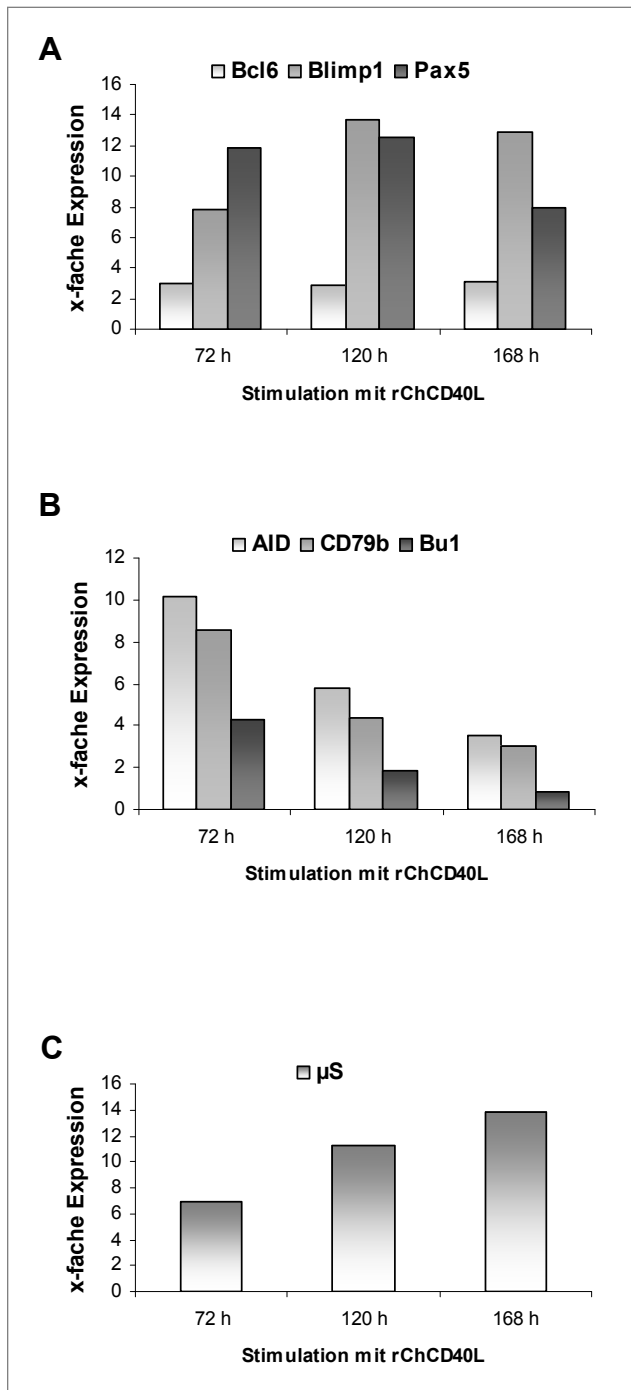 A
Bcl6 Blimp1 Pax5
x-fache Expression
16
14
12
10
8
6
4
2
0
72 h 120 h 168 h
Stimulation mit rChCD40L
B
AID CD79b Bu1
x-fache Expression
12
10
8
6
4
2
0
72 h 120 h 168 h
Stimulation mit rChCD40L
C
µS
x-fache Expression
16
14
12
10
8
6
4
2
0
72 h 120 h 168 h
Stimulation mit rChCD40L